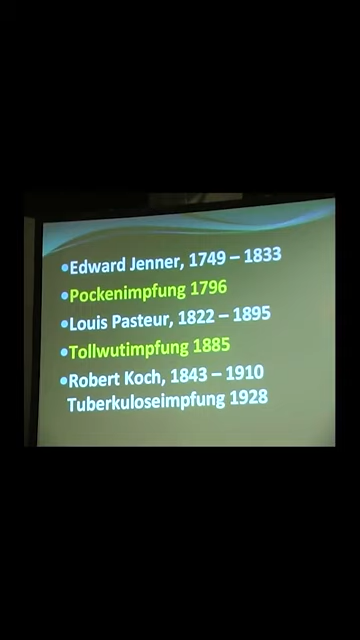 •Edward Jenner, 1749 – 1833
•Pockenimpfung 1796
•Louis Pasteur, 1822 – 1895
•Tollwutimpfung 1885
•Robert Koch, 1843 – 1910
Tuberkuloseimpfung 1928